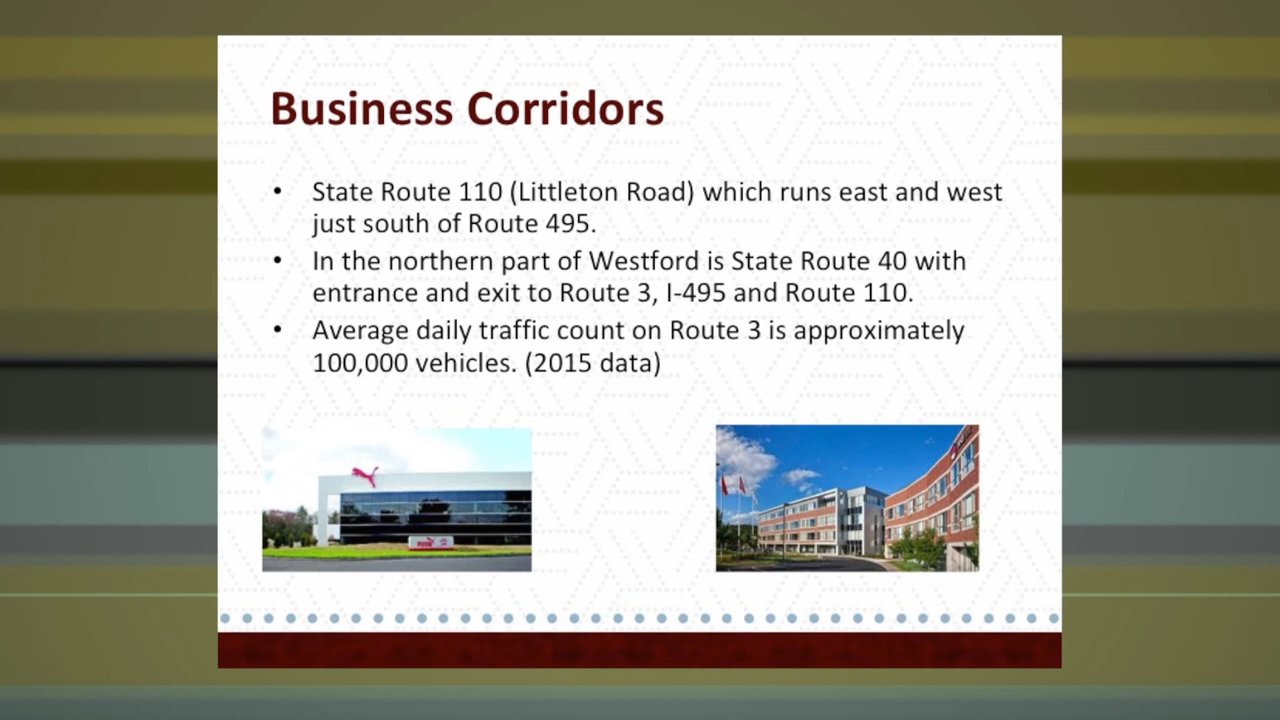 Business Corridors
• State Route 110 (Littleton Road) which runs east and west
just south of Route 495.
• In the northern part of Westford is State Route 40 with
entrance and exit to Route 3, I-495 and Route 110.
• Average daily traffic count on Route 3 is approximately
100,000 vehicles. (2015 data)